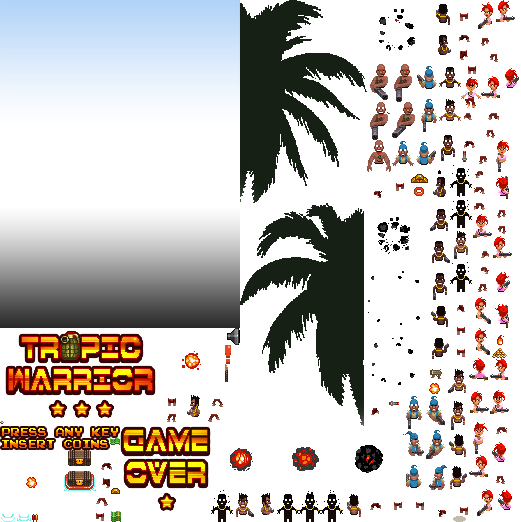 TROPIC
WARRIOR
PRESS ANY KEY
INSERT COINS
GAME
OVER